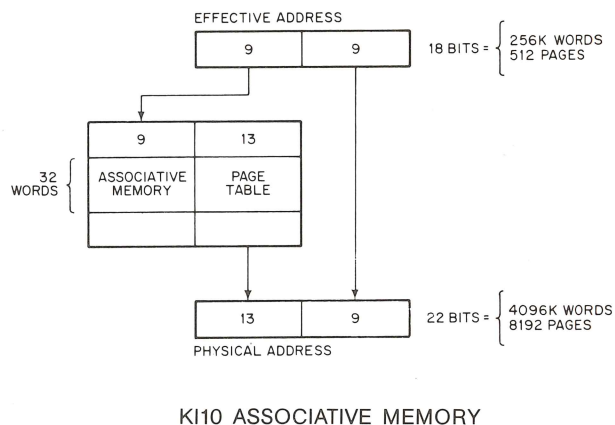 EFFECTIVE ADDRESS
9 9
18 BITS = { 256K WORDS
512 PAGES
9 13
32
WORDS {
ASSOCIATIVE
MEMORY
PAGE
TABLE
13 9
22 BITS = { 4096K WORDS
8192 PAGES
PHYSICAL ADDRESS
KI10 ASSOCIATIVE MEMORY